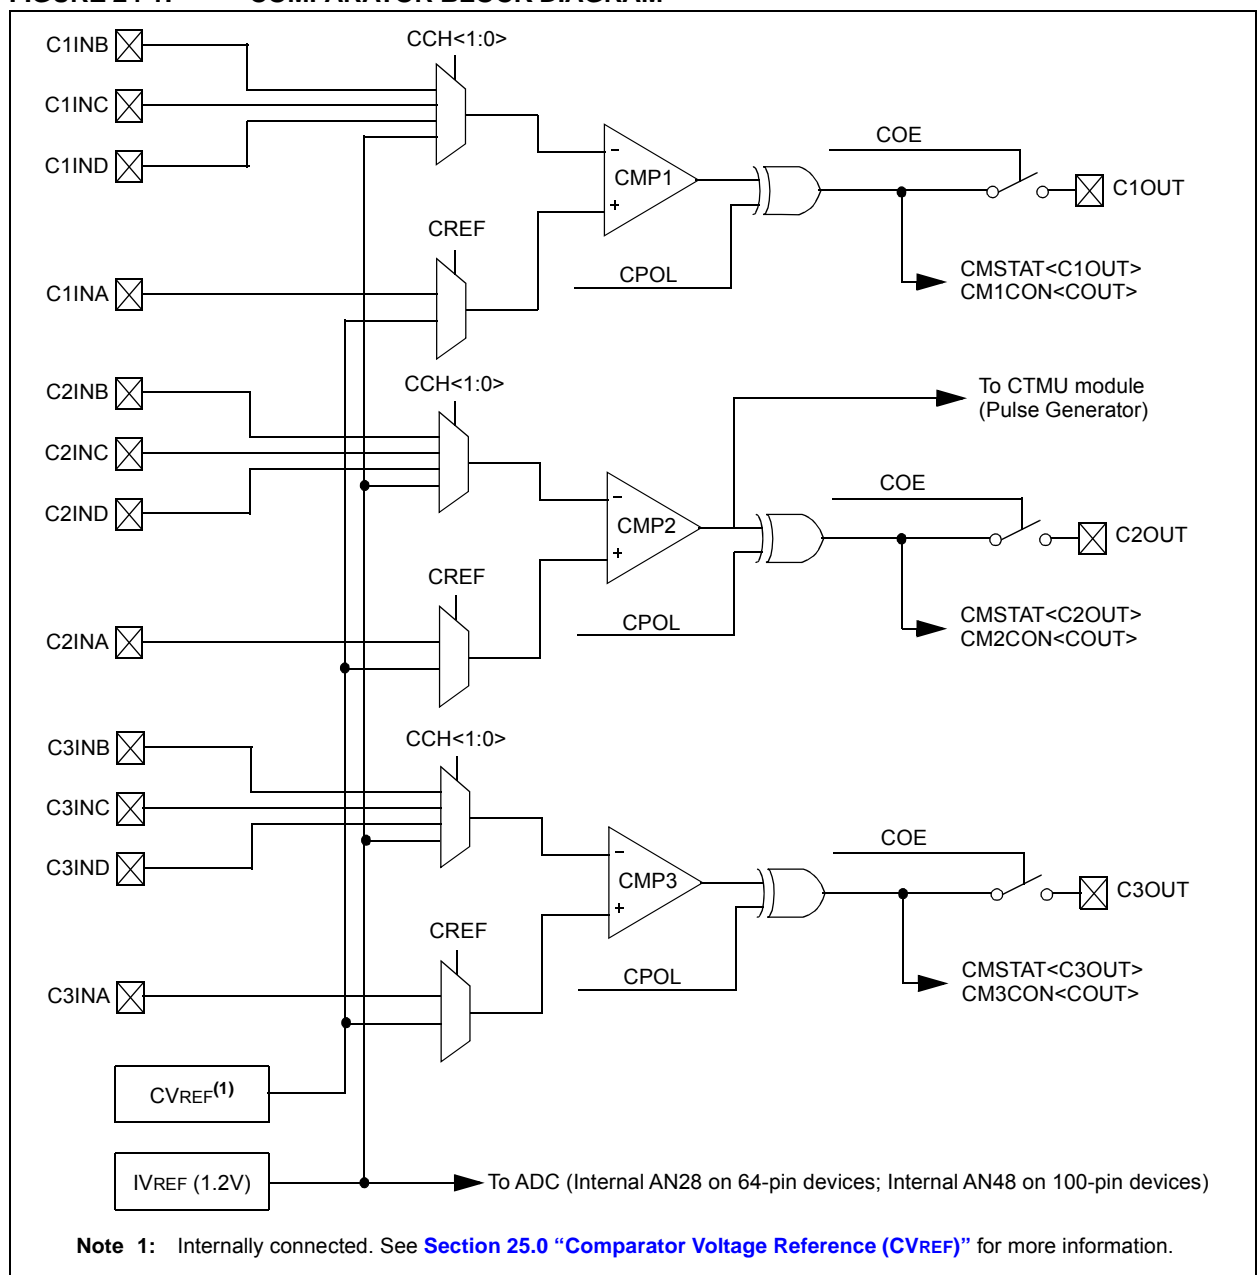 C1INB
CCH<1:0>
C1INC
C1IND
COE
CMP1
-
+
C1OUT
CREF
C1INA
CPOL
CMSTAT<C1OUT>
CM1CON<COUT>
C2INB
CCH<1:0>
To CTMU module
(Pulse Generator)
C2INC
C2IND
COE
CMP2
-
+
C2OUT
CREF
C2INA
CPOL
CMSTAT<C2OUT>
CM2CON<COUT>
C3INB
CCH<1:0>
C3INC
C3IND
COE
CMP3
-
+
C3OUT
CREF
C3INA
CPOL
CMSTAT<C3OUT>
CM3CON<COUT>
CVREF(1)
IVREF (1.2V)
To ADC (Internal AN28 on 64-pin devices; Internal AN48 on 100-pin devices)
Note 1: Internally connected. See Section 25.0 “Comparator Voltage Reference (CVREF)” for more information.